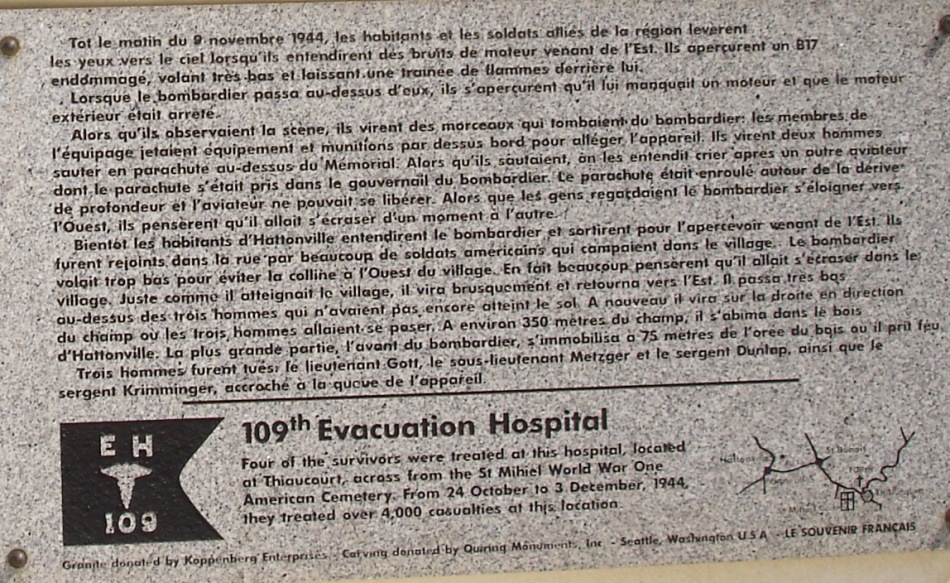 Tot le matin du 9 novembre 1944, les habitants et les soldats alliés de la région levèrent
les yeux vers le ciel lorsqu'ils entendirent des bruits de moteur venant de l'Est. Ils aperçurent un B17
endommagé, volant très bas et laissant une trainée de flammes derrière lui.
Lorsque le bombardier passa au-dessus d'eux, ils s'aperçurent qu'il lui manquait un moteur et que le moteur
extérieur était arrêté.
Alors qu'ils observaient la scène, ils virent des morceaux qui tombaient du bombardier: les membres de
l'équipage jetaient équipement et munitions par dessus bord pour alléger l'appareil. Ils virent deux hommes
sauter en parachute au-dessus du Mémorial. Alors qu'ils sautaient, on les entendit crier après un autre aviateur
dont le parachute s'était pris dans le gouvernail du bombardier. Le parachute était enroulé autour de la dérive
de profondeur et l'aviateur ne pouvait se libérer. Alors que les gens regardaient le bombardier s'éloigner vers
l'Ouest, ils pensèrent qu'il allait s'écraser d'un moment à l'autre.
Bientôt les habitants d'Hattonville entendirent le bombardier et sortirent pour l'apercevoir venant de l'Est. Ils
furent rejoints dans la rue par beaucoup de soldats américains qui campaient dans le village. Le bombardier
volait trop bas pour éviter la colline à l'Ouest du village. En fait beaucoup pensèrent qu'il allait s'écraser dans le
village. Juste comme il atteignait le village, il vira brusquement et retourna vers l'Est. Il passa très bas
au-dessus des trois hommes qui n'avaient pas encore atteint le sol. A nouveau il vira sur la droite en direction
du champ où les trois hommes allaient se poser. A environ 350 mètres du champ, il s'abima dans le bois
d'Hattonville. La plus grande partie, l'avant du bombardier, s'immobilisa à 75 mètres de l'orée du bois où il prit feu
Trois Hommes furent tués: le lieutenant Gott, le sous-lieutenant Metzger et le sergent Dunlap, ainsi que le
sergent Krimminger, accroché à la queue de l'appareil.
E H
109
109th Evacuation Hospital
Four of the survivors were treated at this hospital, located
at Thiaucourt, across from the St Mihiel World War One
American Cemetery. From 24 October to 3 December, 1944,
they treated over 4,000 casualties at this location.
Granite donated by Koppenberg Enterprises - Carving donated by Quiring Monuments, Inc - Seattle, Washington U.S.A - LE SOUVENIR FRANÇAIS